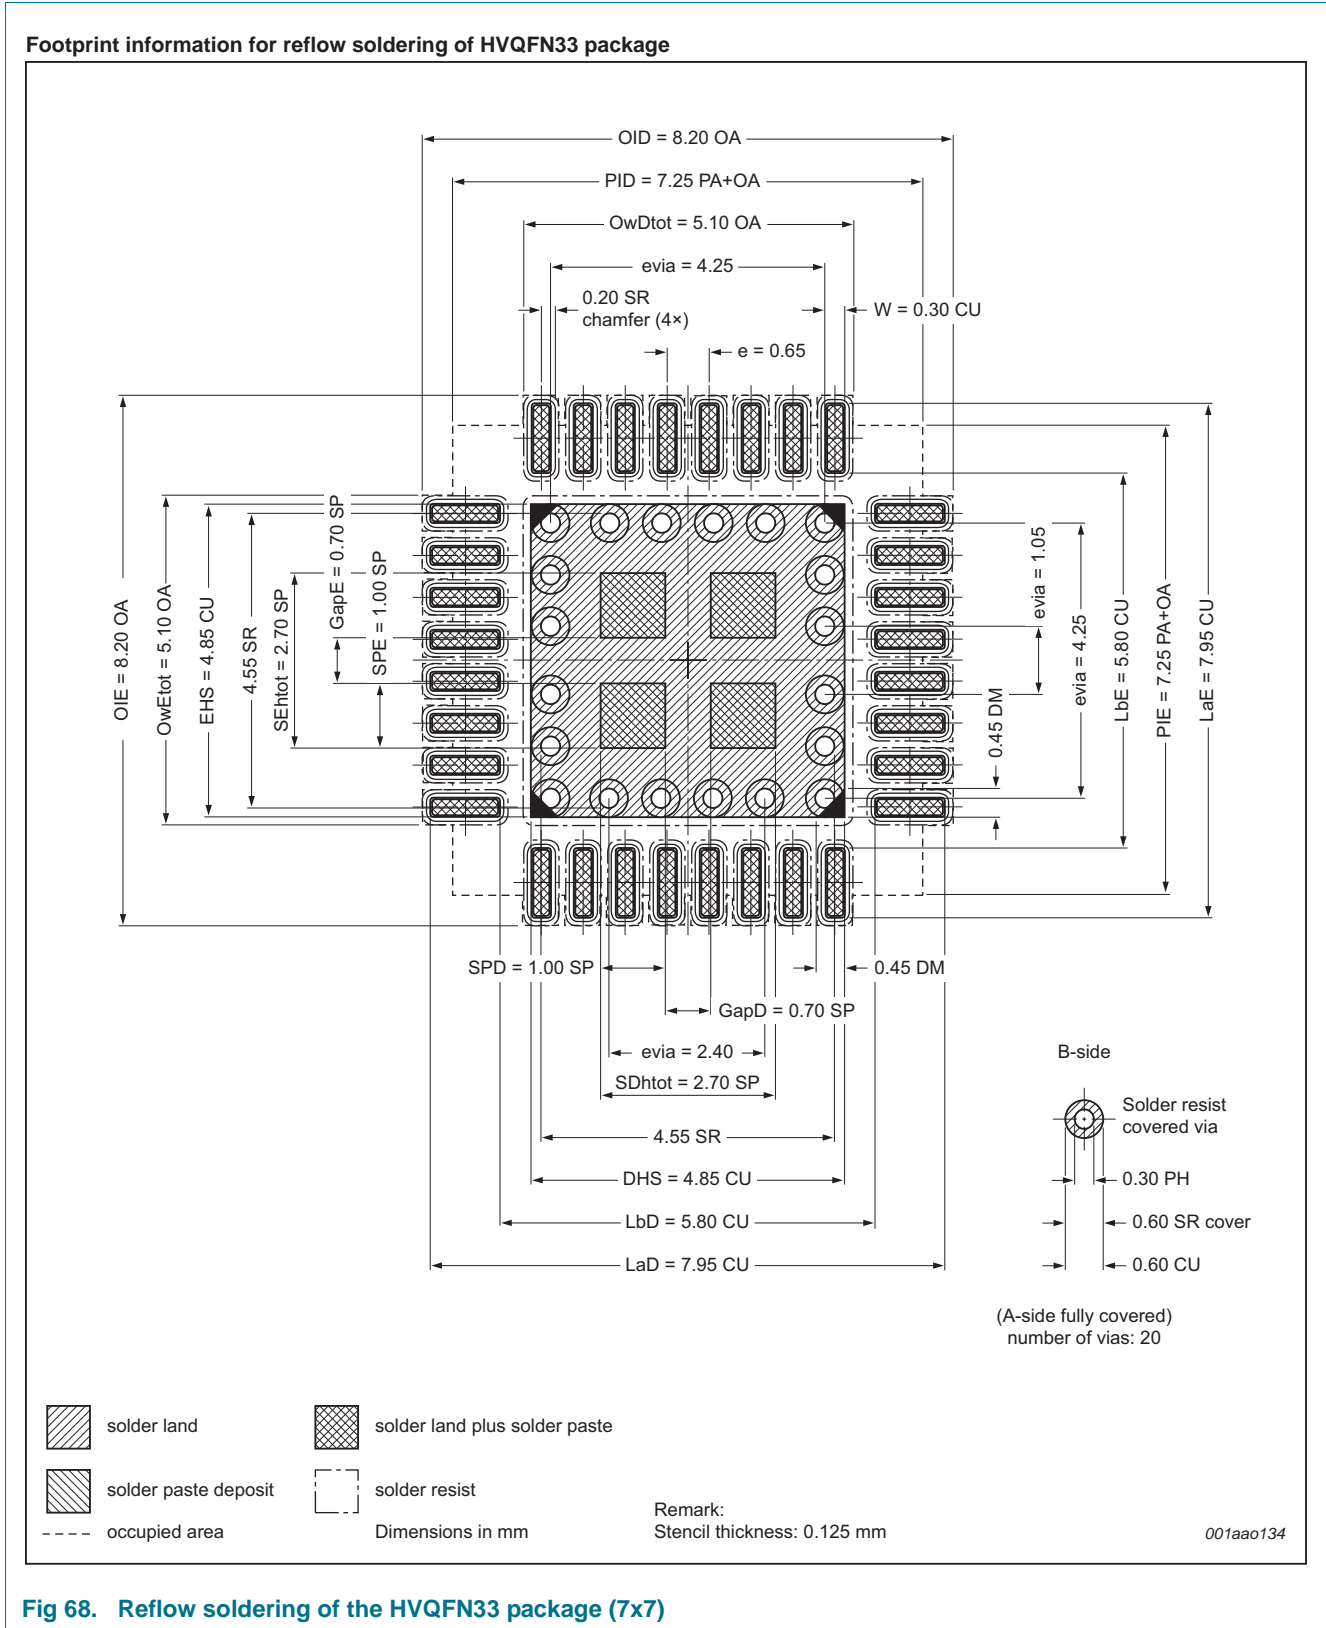 Footprint information for reflow soldering of HVQFN33 package
OID = 8.20 OA
PID = 7.25 PA+OA
OwDtot = 5.10 OA
evia = 4.25
0.20 SR
chamfer (4×)
W = 0.30 CU
e = 0.65
OIE = 8.20 OA
OwEtot = 5.10 OA
EHS = 4.85 CU
4.55 SR
SEhtot = 2.70 SP
GapE = 0.70 SP
SPE = 1.00 SP
evia = 1.05
0.45 DM
evia = 4.25
LbE = 5.80 CU
PIE = 7.25 PA+OA
LaE = 7.95 CU
SPD = 1.00 SP
0.45 DM
GapD = 0.70 SP
evia = 2.40
SDhtot = 2.70 SP
4.55 SR
DHS = 4.85 CU
LbD = 5.80 CU
LaD = 7.95 CU
B-side
Solder resist
covered via
0.30 PH
0.60 SR cover
0.60 CU
(A-side fully covered)
number of vias: 20
solder land
solder land plus solder paste
solder paste deposit
solder resist
occupied area
Dimensions in mm
Remark:
Stencil thickness: 0.125 mm
001aao134
Fig 68. Reflow soldering of the HVQFN33 package (7x7)